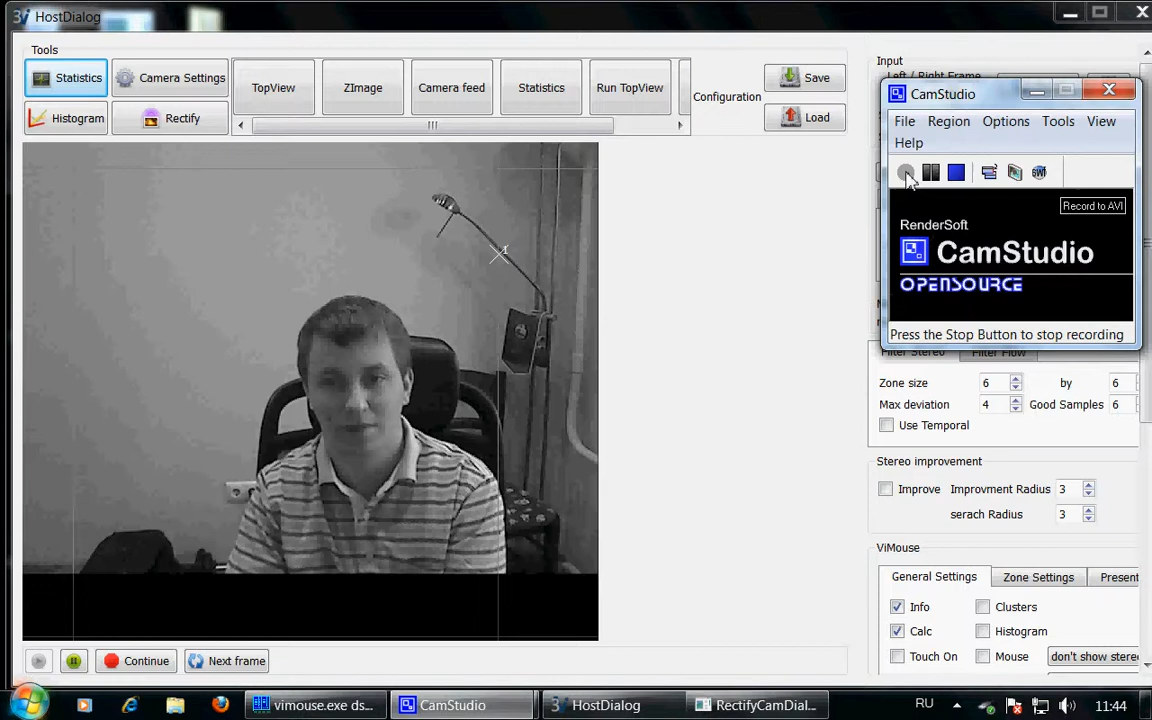 HostDialog
Tools
Statistics
Camera Settings
Histogram
Rectify
TopView
ZImage
Camera feed
Statistics
Run TopView
Configuration
Save
Load
Input
Left / Right Frame
CamStudio
File Region Options Tools View
Help
Record to AVI
RenderSoft
CamStudio
OPENSOURCE
Press the Stop Button to stop recording
Filter Stereo Filter Flow
Zone size 6 by 6
Max deviation 4 Good Samples 6
Use Temporal
Stereo improvement
Improve Improvment Radius 3
serach Radius 3
ViMouse
General Settings Zone Settings Present
Info Clusters
Calc Histogram
Touch On Mouse don't show stere
Continue Next frame
vimouse.exe ds... CamStudio HostDialog RectifyCamDial... RU 11:44